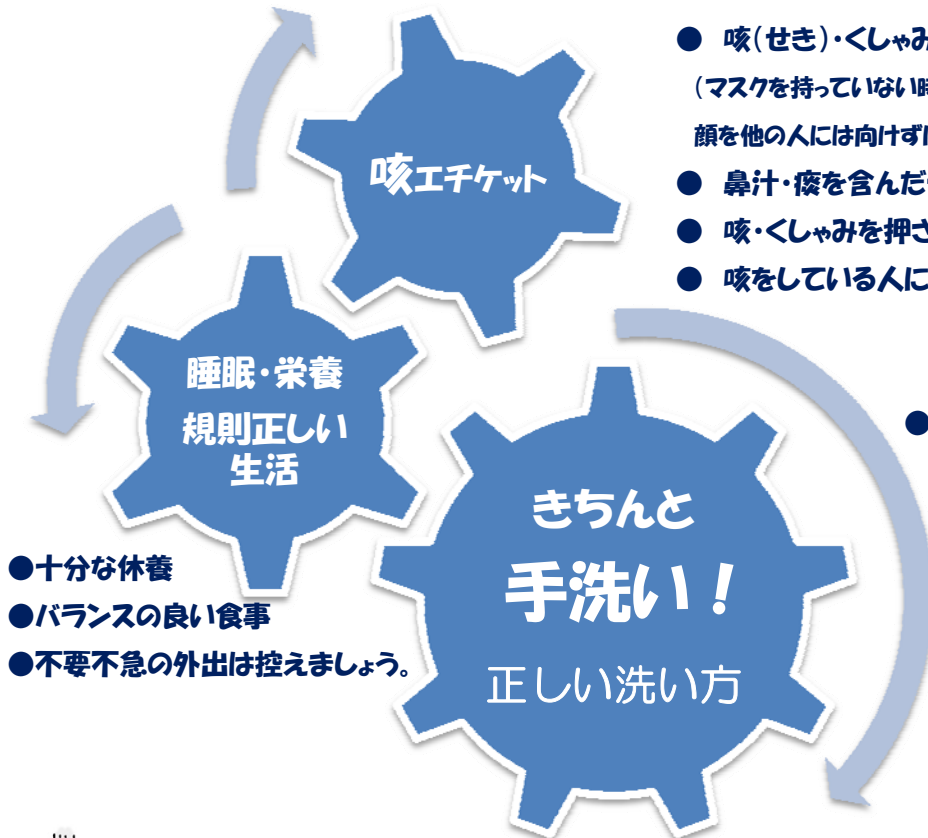 ● 咳(せき)・くしゃみ
(マスクを持っていない時
顔を他の人には向けず
● 鼻汁・痰を含んだ
● 咳・くしゃみを押さ
● 咳をしている人に
咳エチケット
睡眠・栄養
規則正しい
生活
●
きちんと
手洗い！
正しい洗い方
●十分な休養
●バランスの良い食事
●不要不急の外出は控えましょう。